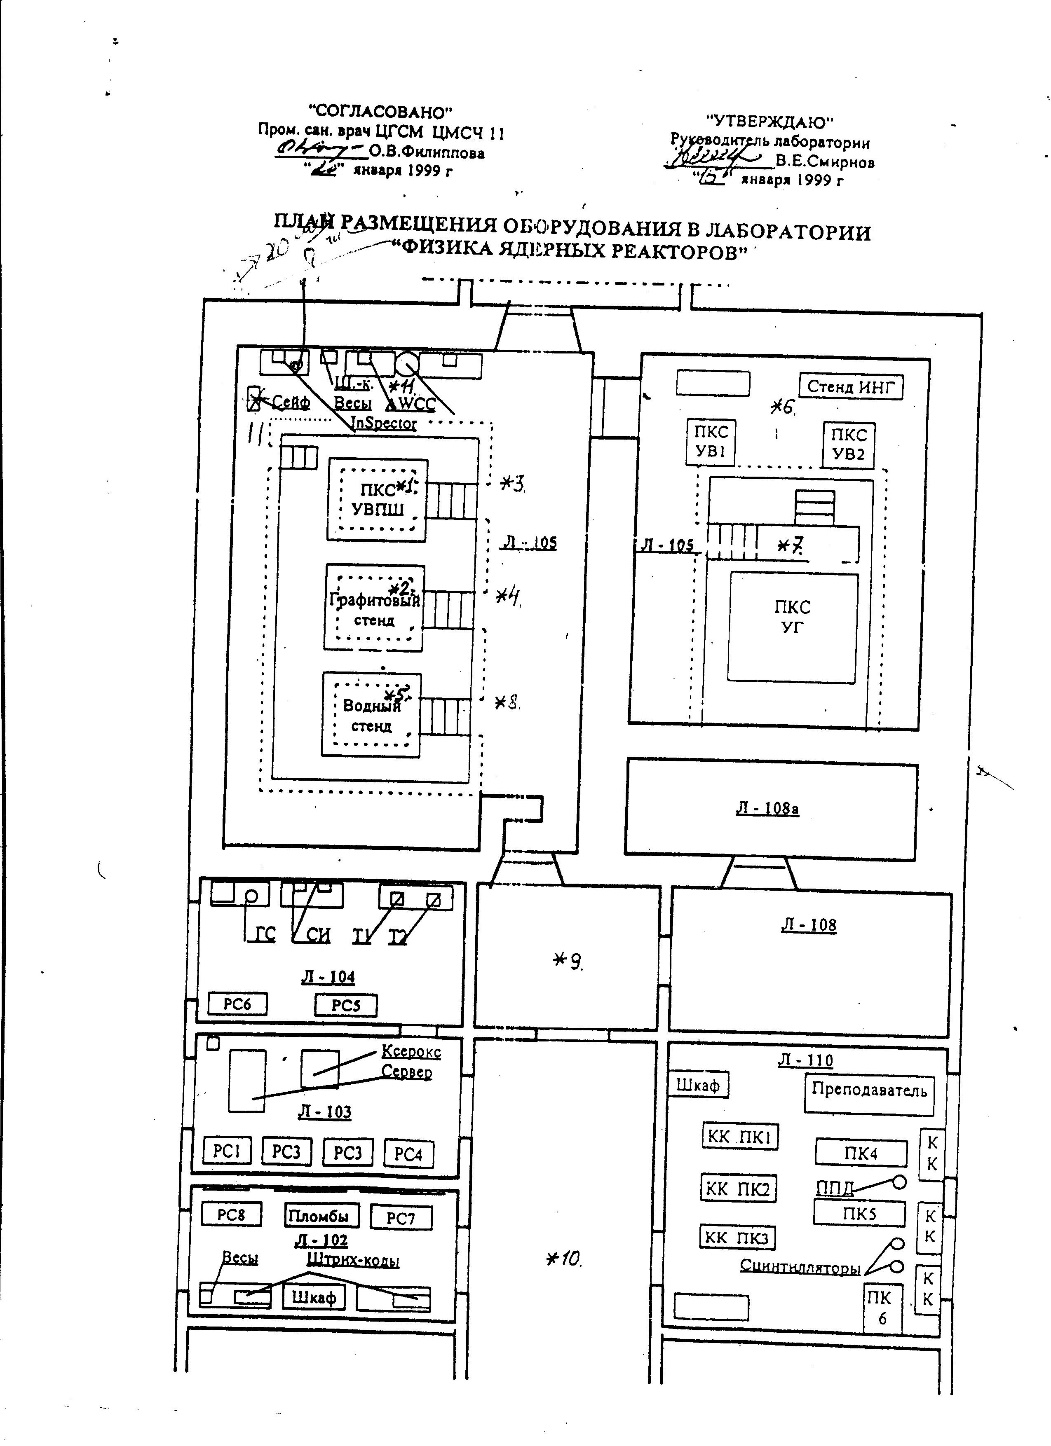 "СОГЛАСОВАНО"
Пром. сан. врач ЦГСМ ЦМСЧ 11
О.В.Филиппова
января 1999 г
"УТВЕРЖДАЮ"
Руководитель лаборатории
В.Е.Смирнов
"15" января 1999 г
ПЛАН РАЗМЕЩЕНИЯ ОБОРУДОВАНИЯ В ЛАБОРАТОРИИ
"ФИЗИКА ЯДЕРНЫХ РЕАКТОРОВ"
Ш.-к.
*11.
Сейф
Весы
AWCC
InSpector
11
ПКС *1.
УВПШ
*3.
Л - 105
*2.
Графитовый
стенд
*4.
*5.
Водный
стенд
*8.
Стенд ИНГ
*6.
ПКС
УВ1
ПКС
УВ2
Л - 105
*7.
ПКС
УГ
Л - 108а
ГС
СИ
Т1
Т2
Л - 104
РС6
РС5
*9.
Л - 108
Ксерокс
Сервер
Л - 103
РС1
РС3
РС3
РС4
РС8
Пломбы
РС7
Л - 102
Весы
Штрих-коды
Шкаф
*10.
Л - 110
Шкаф
Преподаватель
КК ПК1
ПК4
К
К
КК ПК2
ППД
ПК5
К
К
КК ПК3
Сцинтилляторы
К
К
ПК
6